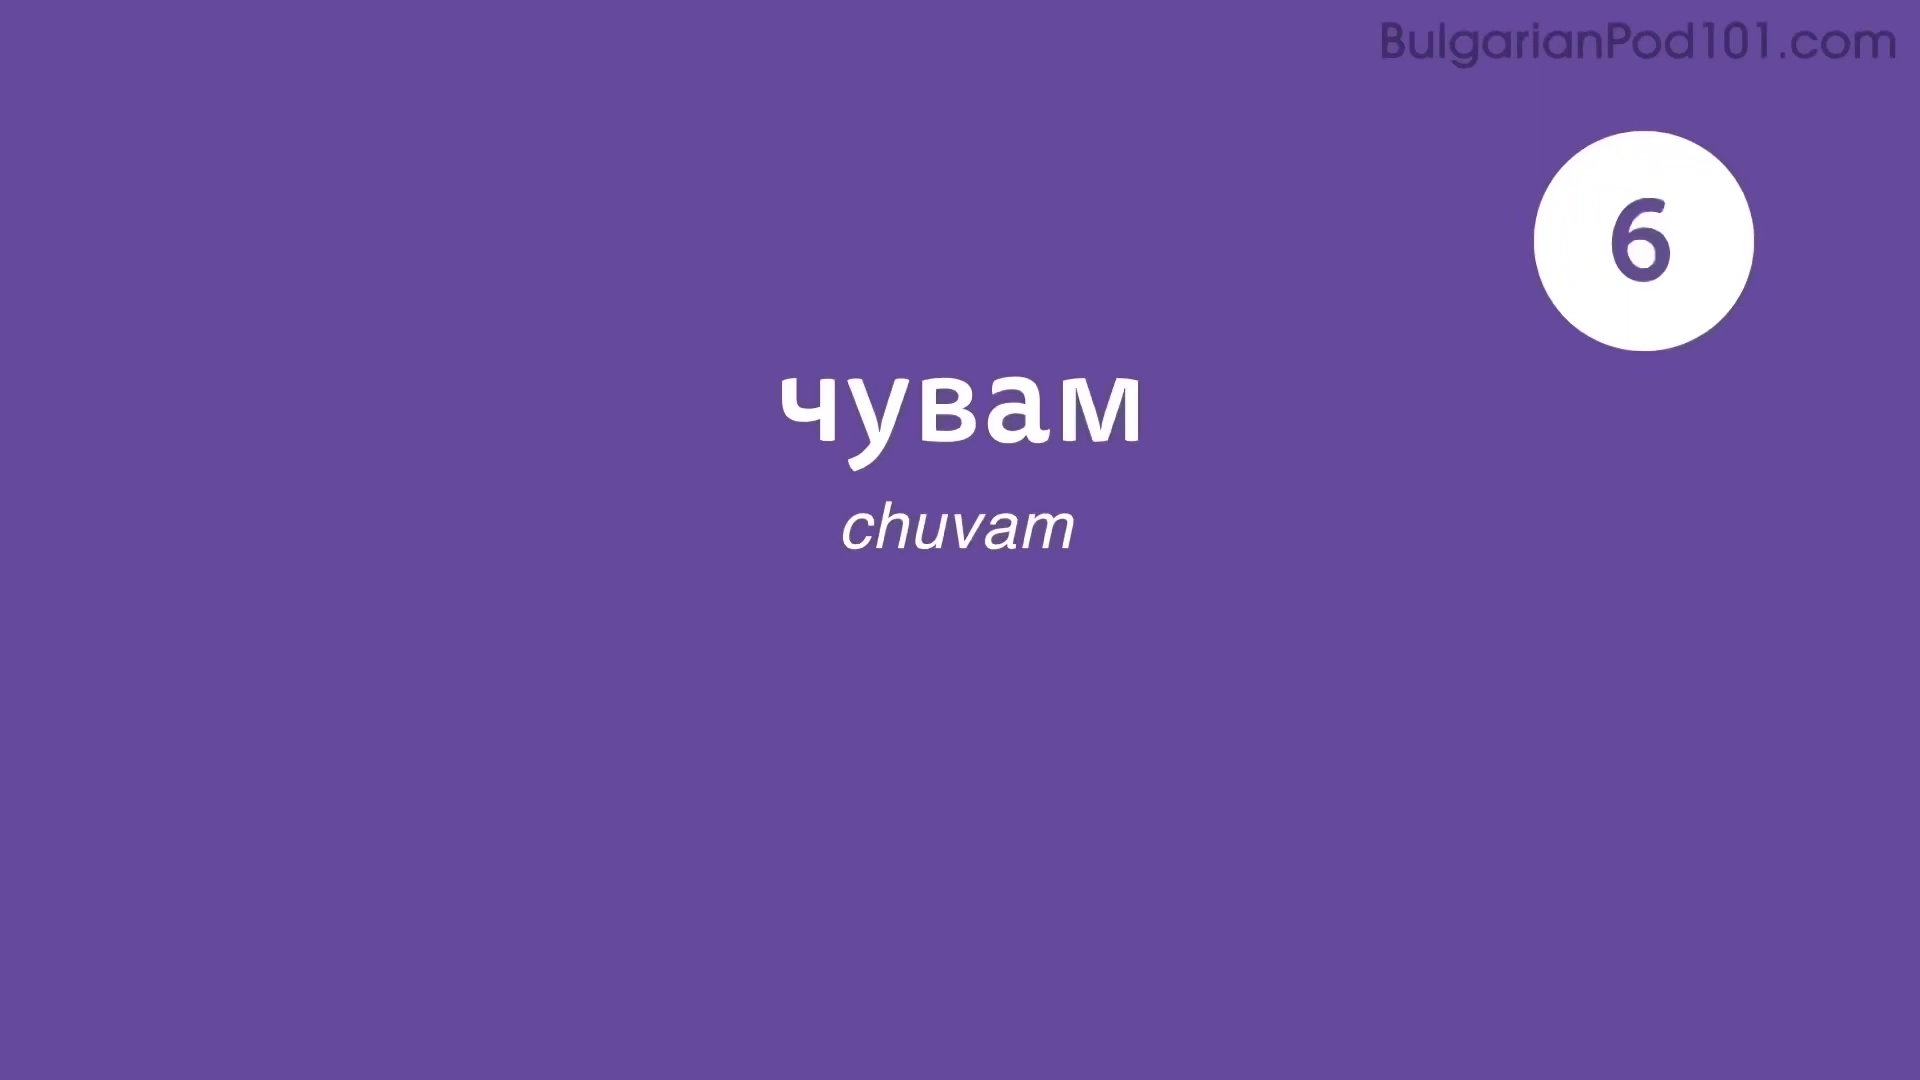 BulgarianPod101.com
6
чувам
chuvam